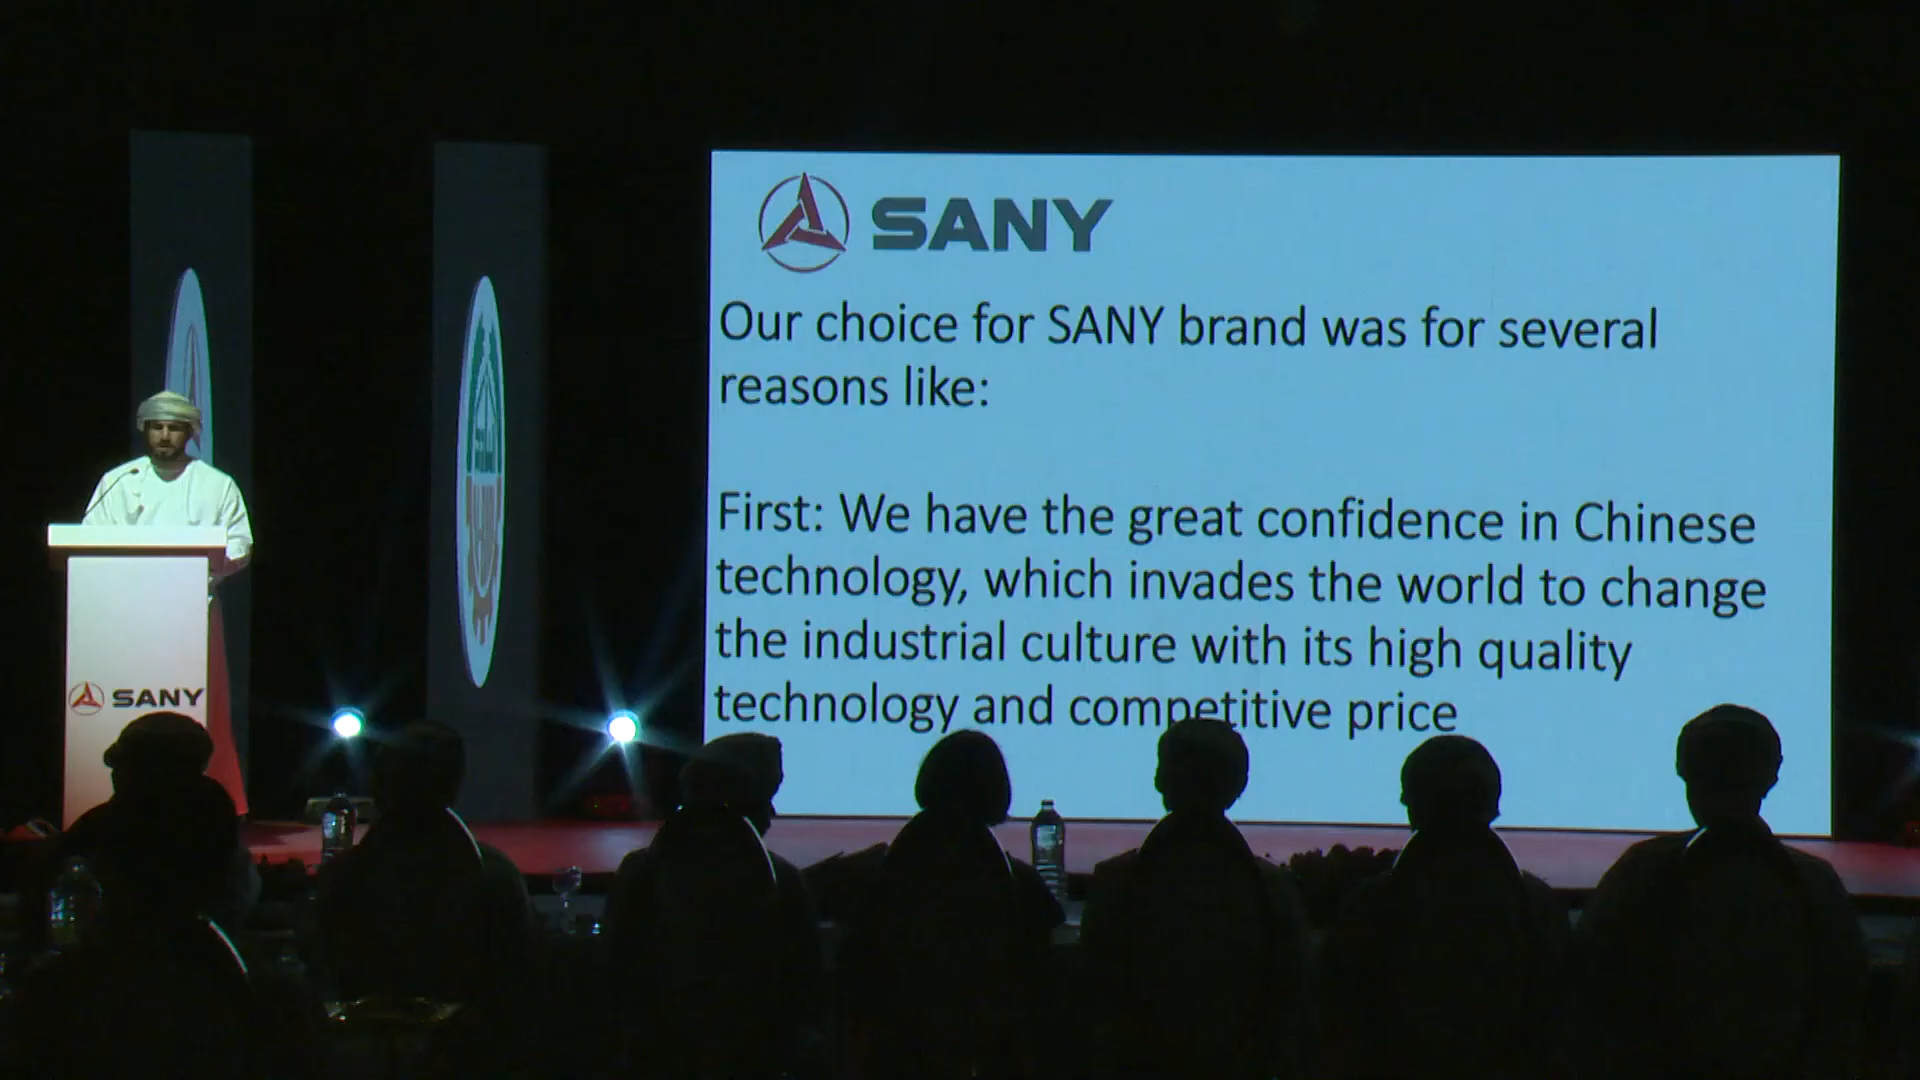 SANY
Our choice for SANY brand was for several
reasons like:
First: We have the great confidence in Chinese
technology, which invades the world to change
the industrial culture with its high quality
technology and competitive price
SANY